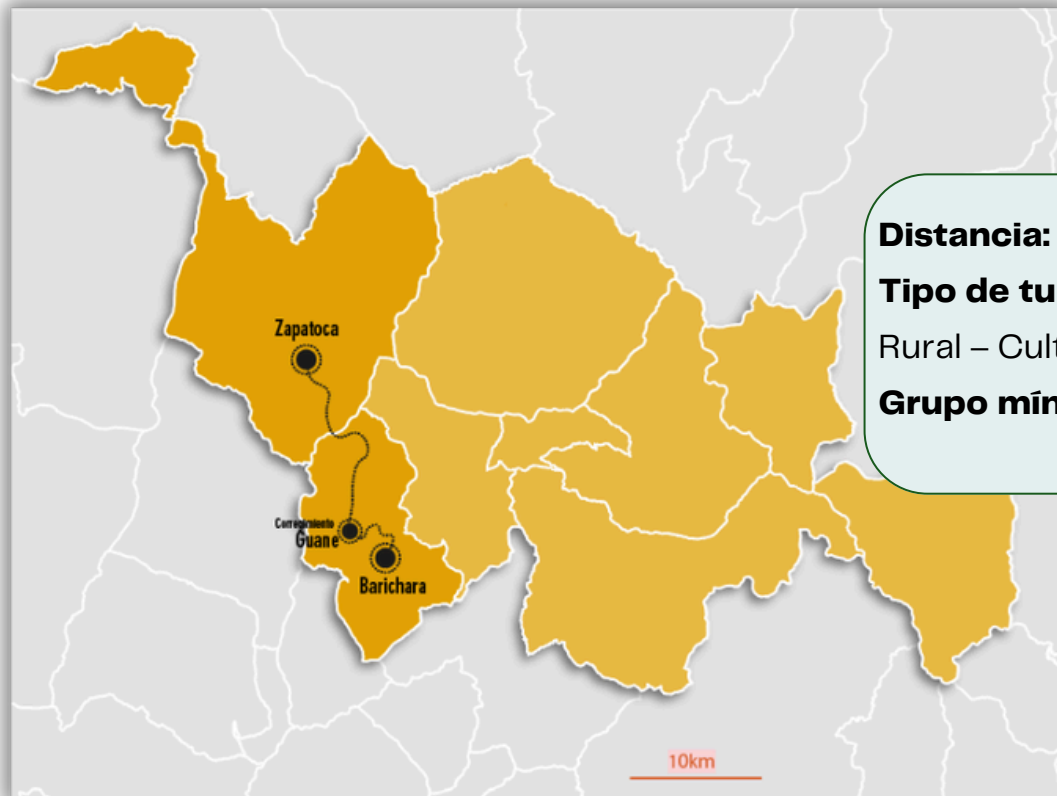 Zapatoca
Corregimiento
Guane
Barichara
Distancia:
Tipo de tu
Rural – Cult
Grupo mín
10km